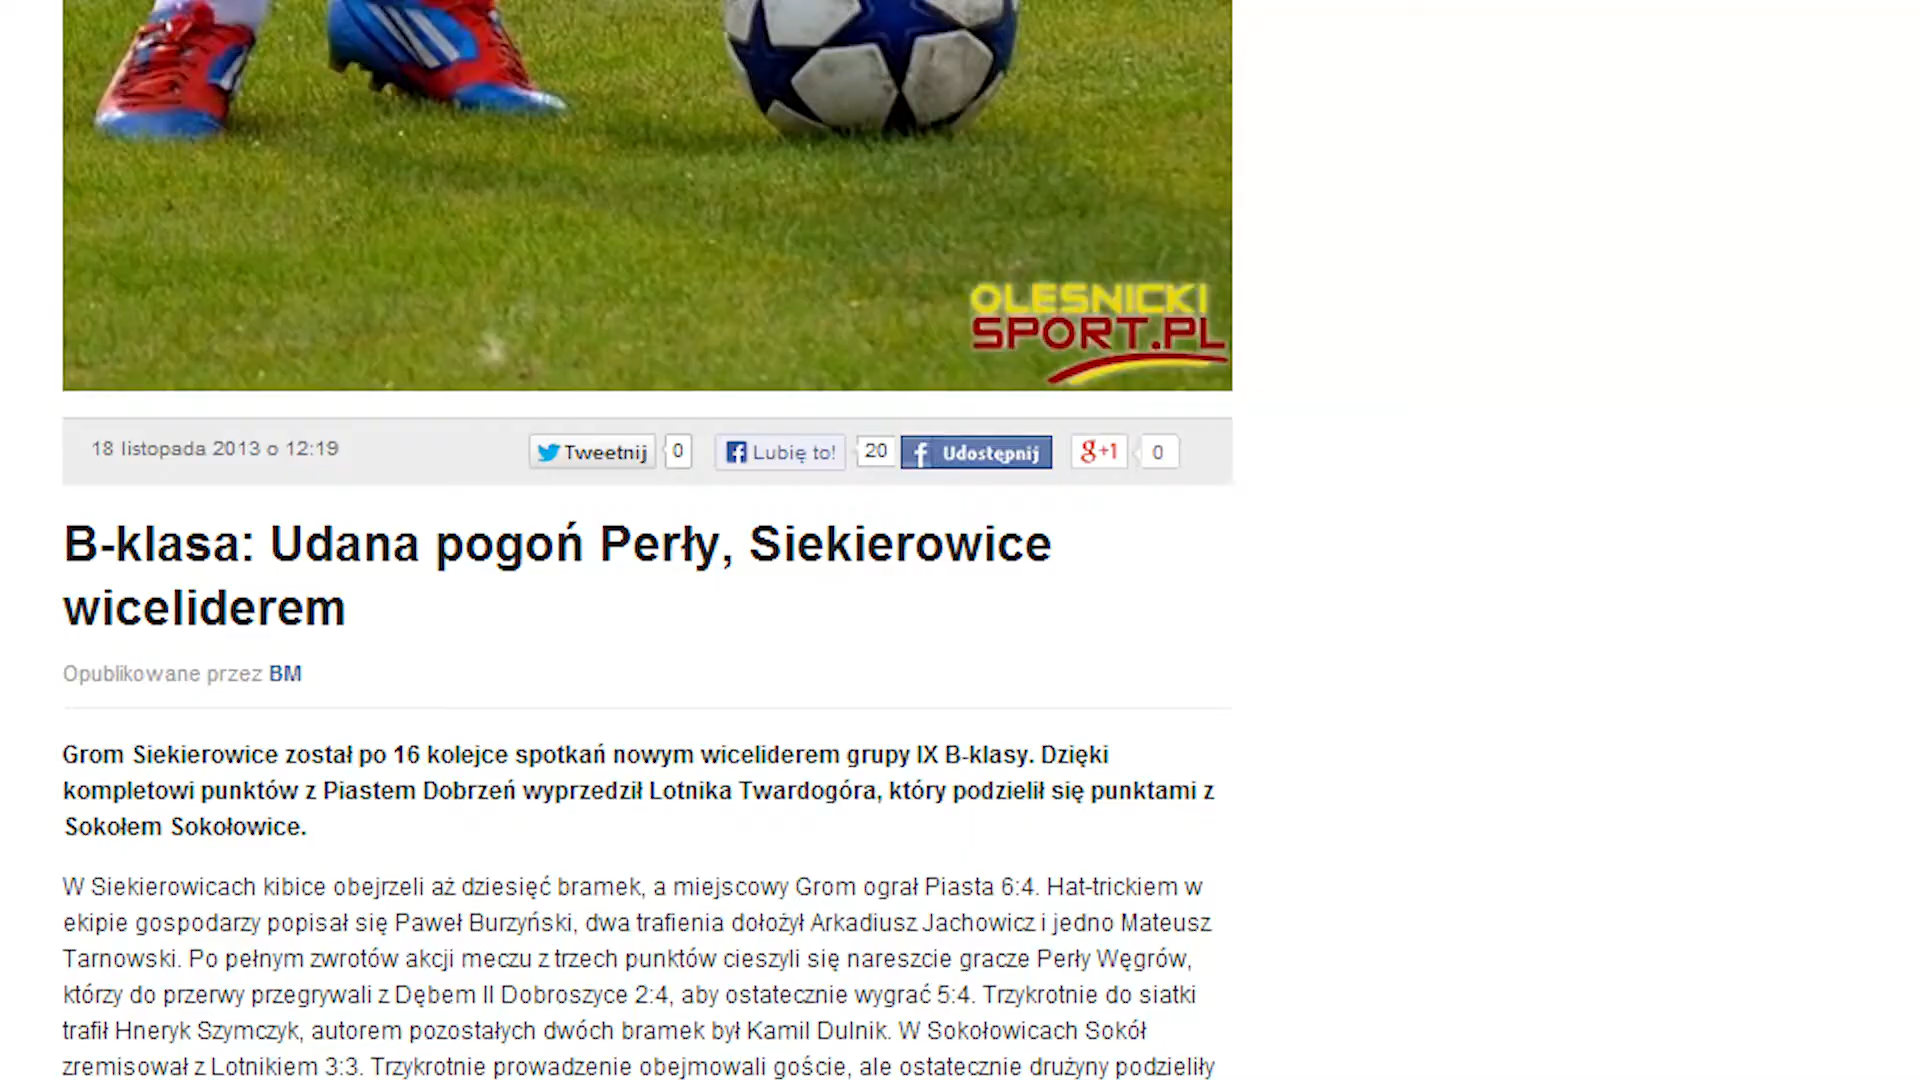 OLESNICKI
SPORT.PL
18 listopada 2013 o 12:19
Tweetnij 0 Lubię to! 20 Udostępnij +1 0
B-klasa: Udana pogoń Perły, Siekierowice
wiceliderem
Opublikowane przez BM
Grom Siekierowice został po 16 kolejce spotkań nowym wiceliderem grupy IX B-klasy. Dzięki
kompletowi punktów z Piastem Dobrzeń wyprzedził Lotnika Twardogóra, który podzielił się punktami z
Sokołem Sokołowice.
W Siekierowicach kibice obejrzeli aż dziesięć bramek, a miejscowy Grom ograł Piasta 6:4. Hat-trickiem w
ekipie gospodarzy popisał się Paweł Burzyński, dwa trafienia dołożył Arkadiusz Jachowicz i jedno Mateusz
Tarnowski. Po pełnym zwrotów akcji meczu z trzech punktów cieszyli się nareszcie gracze Perły Węgrów,
którzy do przerwy przegrywali z Dębem II Dobroszyce 2:4, aby ostatecznie wygrać 5:4. Trzykrotnie do siatki
trafił Hneryk Szymczyk, autorem pozostałych dwóch bramek był Kamil Dulnik. W Sokołowicach Sokół
zremisował z Lotnikiem 3:3. Trzykrotnie prowadzenie obejmowali goście, ale ostatecznie drużyny podzieliły